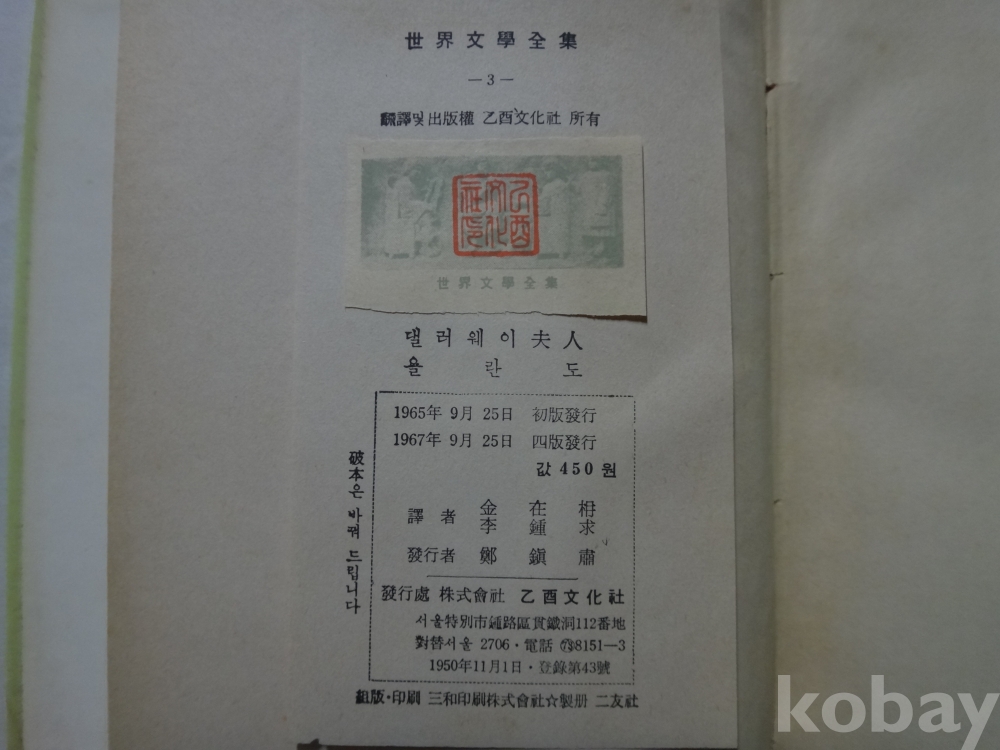 世界文學全集
—3—
飜譯및 出版權 乙酉文化社 所有
乙酉文化社印
世界文學全集
댈러웨이夫人
올란도
1965年 9月 25日 初版發行
1967年 9月 25日 四版發行
값 450 원
譯者 金在枏
李鍾求
發行者 鄭鎭肅
破本은 바꿔 드립니다
發行處 株式會社 乙酉文化社
서울特別市鍾路區貫鐵洞112番地
對替서울 2706・電話 ㉂8151—3
1950年11月1日・登錄第43號
組版・印刷 三和印刷株式會社☆製册 二友社
kobay